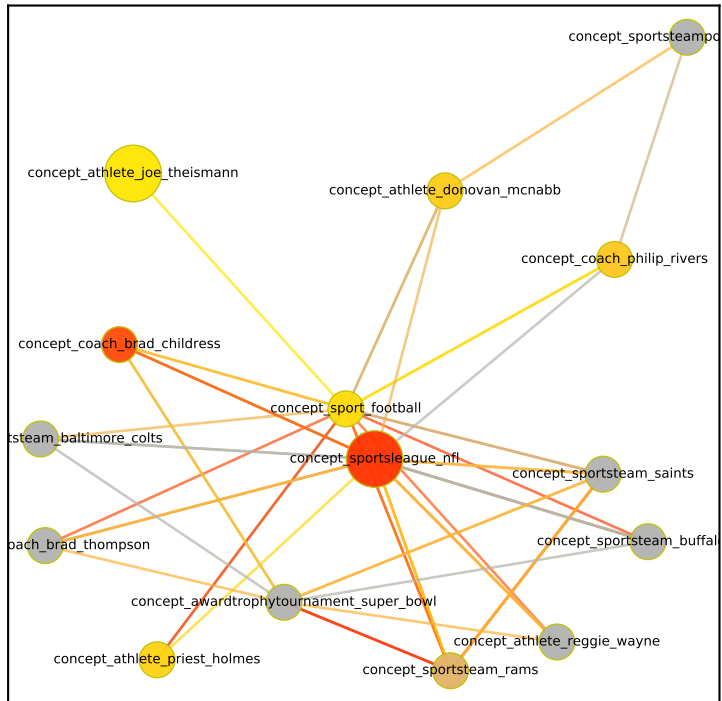 concept_sportsteampo
concept_athlete_joe_theismann
concept_athlete_donovan_mcnabb
concept_coach_philip_rivers
concept_coach_brad_childress
concept_sport_football
tsteam_baltimore_colts
concept_sportsleague_nfl
concept_sportsteam_saints
oach_brad_thompson
concept_sportsteam_buffal
concept_awardtrophytournament_super_bowl
concept_athlete_reggie_wayne
concept_athlete_priest_holmes
concept_sportsteam_rams